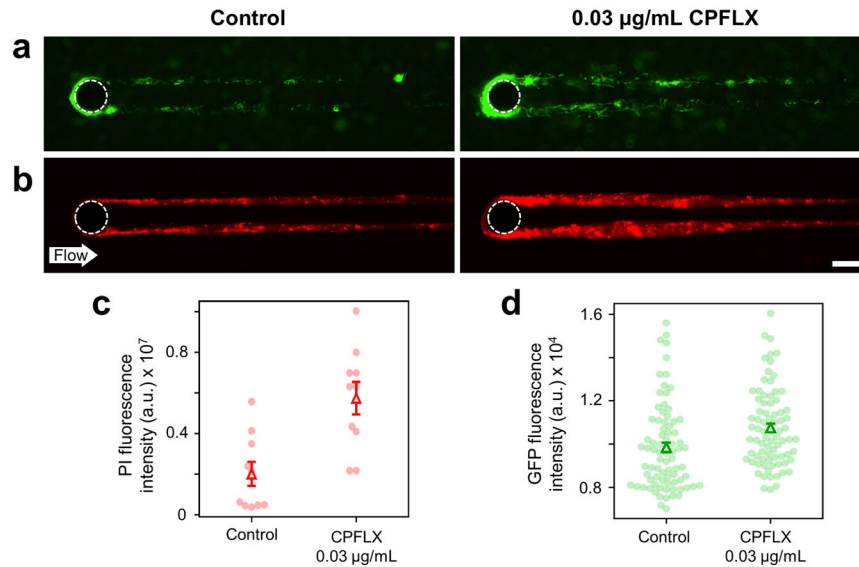 Control
0.03 µg/mL CPFLX
a
b
Flow
c
PI fluorescence
intensity (a.u.) x 10⁷
0.8
0.4
0
Control
CPFLX
0.03 µg/mL
d
GFP fluorescence
intensity (a.u.) x 10⁴
1.6
1.2
0.8
Control
CPFLX
0.03 µg/mL